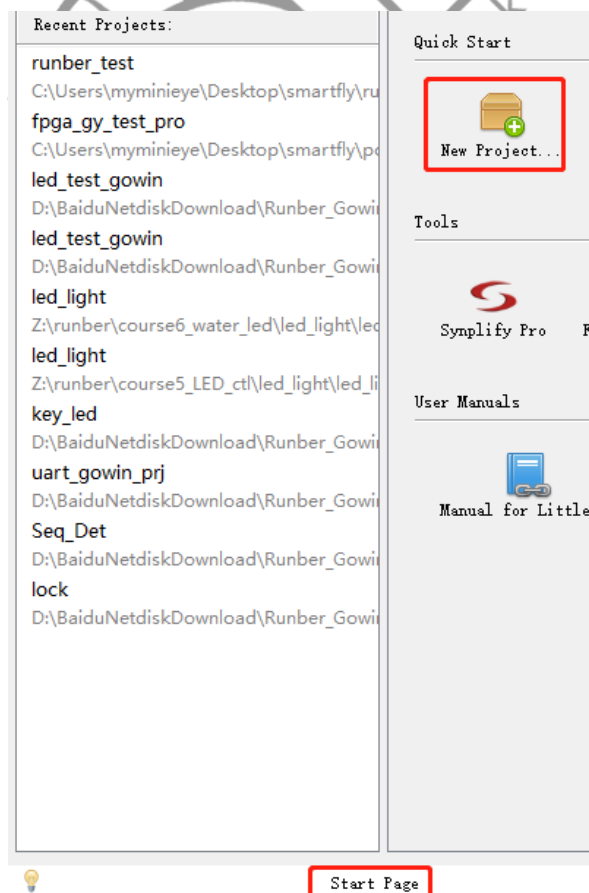 Recent Projects:
runber_test
C:\Users\myminieye\Desktop\smartfly\ru
fpga_gy_test_pro
C:\Users\myminieye\Desktop\smartfly\po
led_test_gowin
D:\BaiduNetdiskDownload\Runber_Gowi
led_test_gowin
D:\BaiduNetdiskDownload\Runber_Gowi
led_light
Z:\runber\course6_water_led\led_light\led
led_light
Z:\runber\course5_LED_ctl\led_light\led_li
key_led
D:\BaiduNetdiskDownload\Runber_Gowi
uart_gowin_prj
D:\BaiduNetdiskDownload\Runber_Gowi
Seq_Det
D:\BaiduNetdiskDownload\Runber_Gowi
lock
D:\BaiduNetdiskDownload\Runber_Gowi
Quick Start
New Project...
Tools
Synplify Pro
User Manuals
Manual for Little
Start Page